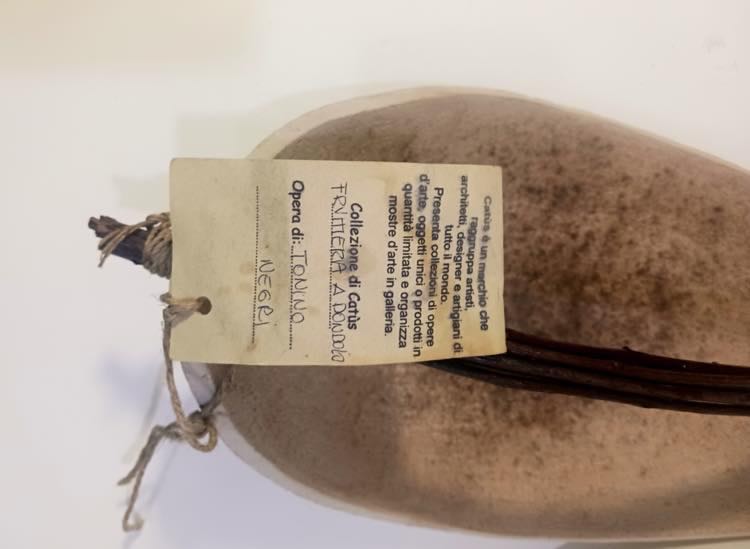 Catùs è un marchio che
raggruppa artisti,
architetti, designer e artigiani di
tutto il mondo.
Presenta collezioni di opere
d'arte, oggetti unici o prodotti in
quantità limitata e organizza
mostre d'arte in galleria.
Collezione di Catùs
FRUTTIERA A DONDOLO
Opera di: TONINO
NEGRI